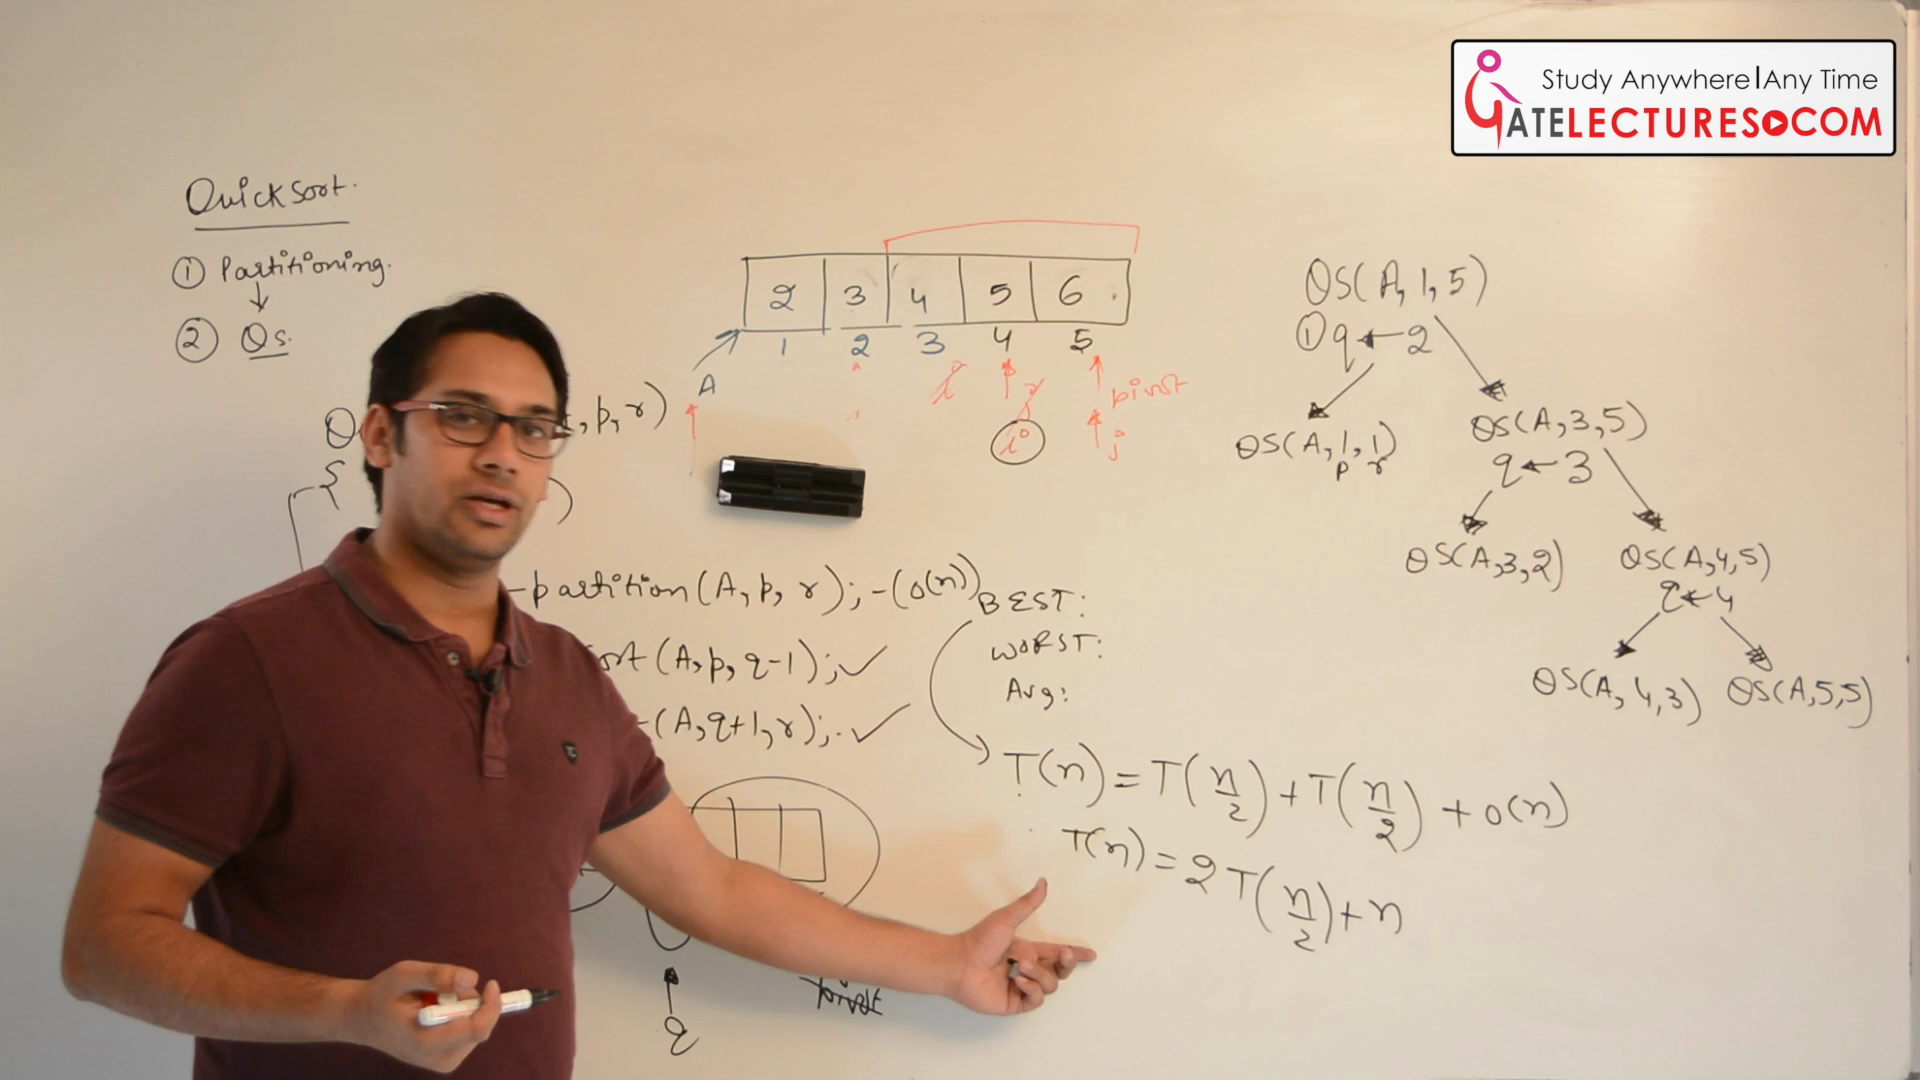 Study Anywhere|Any Time
GATELECTURES.COM
Quick Sort.
① Partitioning.
② QS.
2 3 4 5 6
1 2 3 4 5
A
i
pivot
i
j
, p, r)
partition(A, p, r); -(O(n))
ort (A, p, q-1); ✓
(A, q+1, r); ✓
BEST:
WORST:
Avg:
T(n) = T(n/2) + T(n/2) + O(n)
T(n) = 2T(n/2) + n
pivot
q
QS(A, 1, 5)
① q ← 2
QS(A, 1, 1)
p r
QS(A, 3, 5)
q ← 3
QS(A, 3, 2)
QS(A, 4, 5)
q ← 4
QS(A, 4, 3)
QS(A, 5, 5)